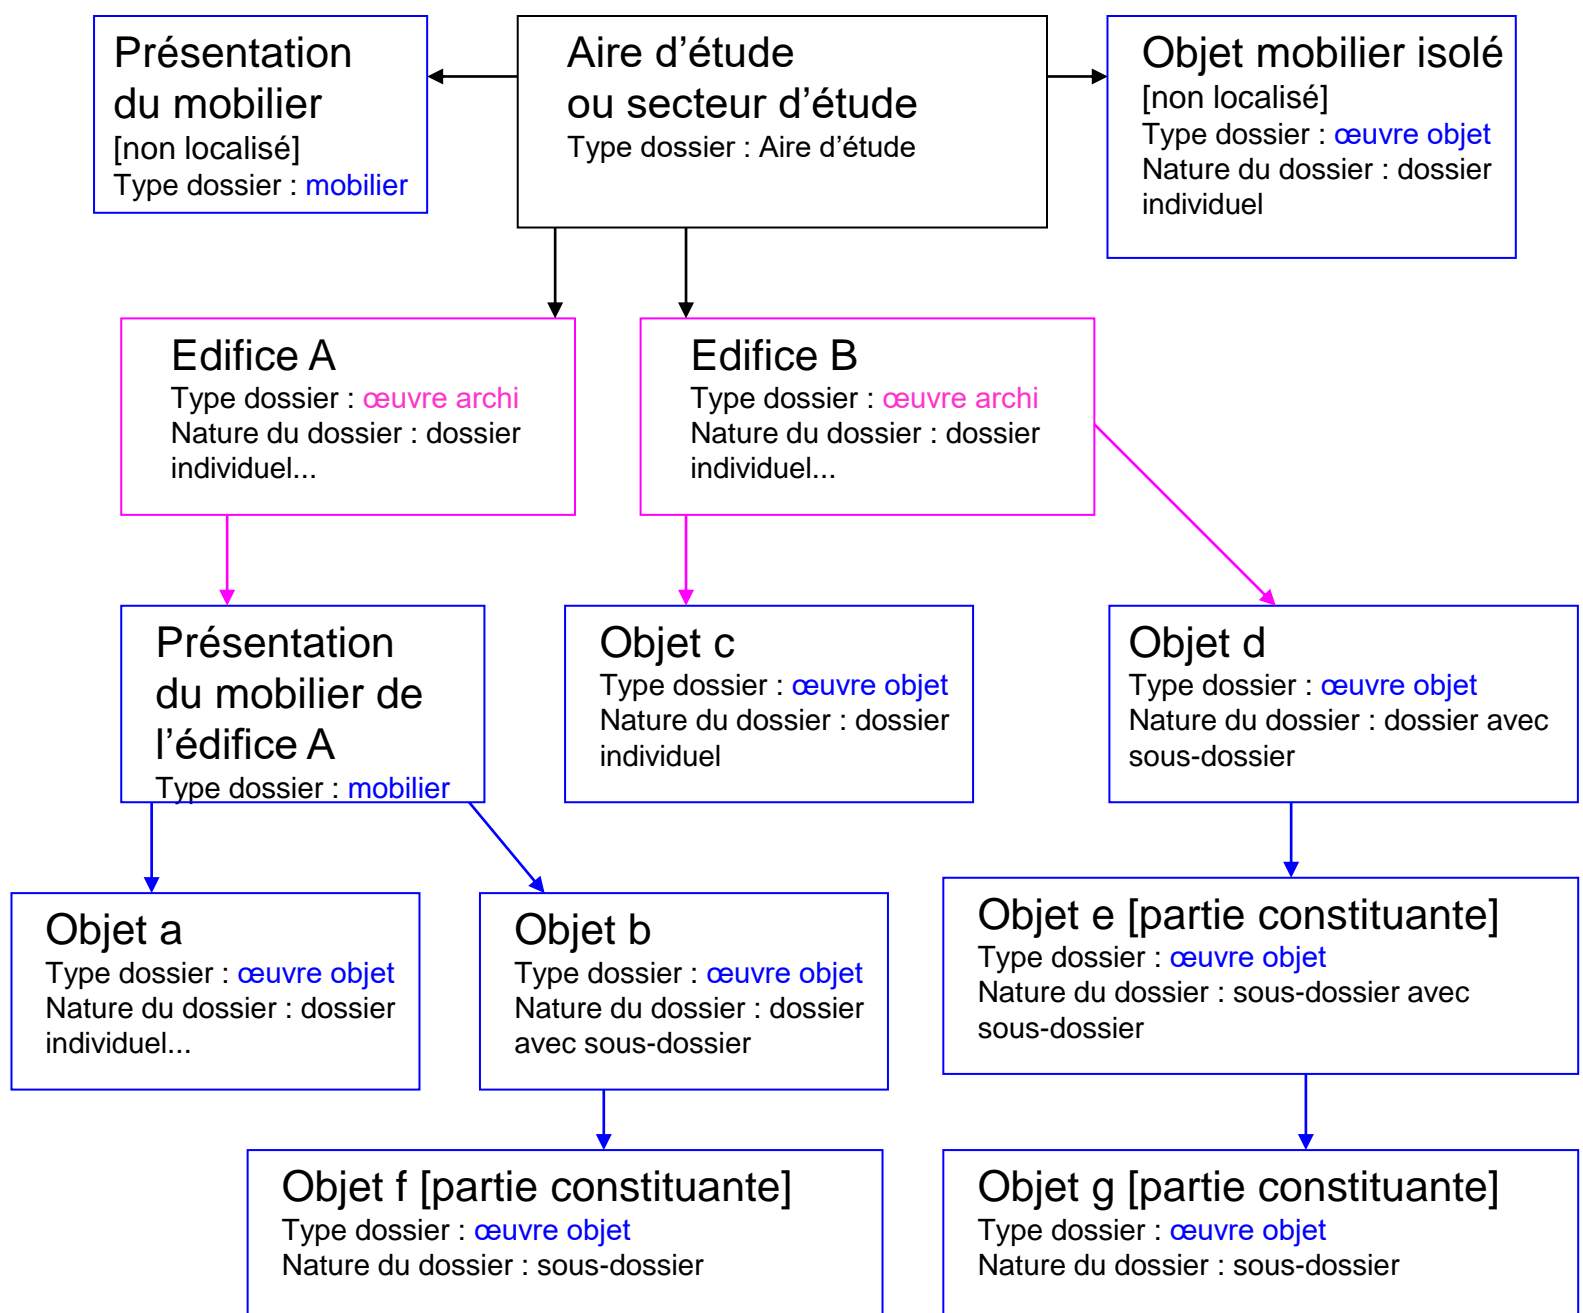 Présentation
du mobilier
[non localisé]
Type dossier : mobilier
Aire d’étude
ou secteur d’étude
Type dossier : Aire d’étude
Objet mobilier isolé
[non localisé]
Type dossier : œuvre objet
Nature du dossier : dossier
individuel
Edifice A
Type dossier : œuvre archi
Nature du dossier : dossier
individuel...
Edifice B
Type dossier : œuvre archi
Nature du dossier : dossier
individuel...
Présentation
du mobilier de
l’édifice A
Type dossier : mobilier
Objet c
Type dossier : œuvre objet
Nature du dossier : dossier
individuel
Objet d
Type dossier : œuvre objet
Nature du dossier : dossier avec
sous-dossier
Objet a
Type dossier : œuvre objet
Nature du dossier : dossier
individuel...
Objet b
Type dossier : œuvre objet
Nature du dossier : dossier
avec sous-dossier
Objet e [partie constituante]
Type dossier : œuvre objet
Nature du dossier : sous-dossier avec
sous-dossier
Objet f [partie constituante]
Type dossier : œuvre objet
Nature du dossier : sous-dossier
Objet g [partie constituante]
Type dossier : œuvre objet
Nature du dossier : sous-dossier